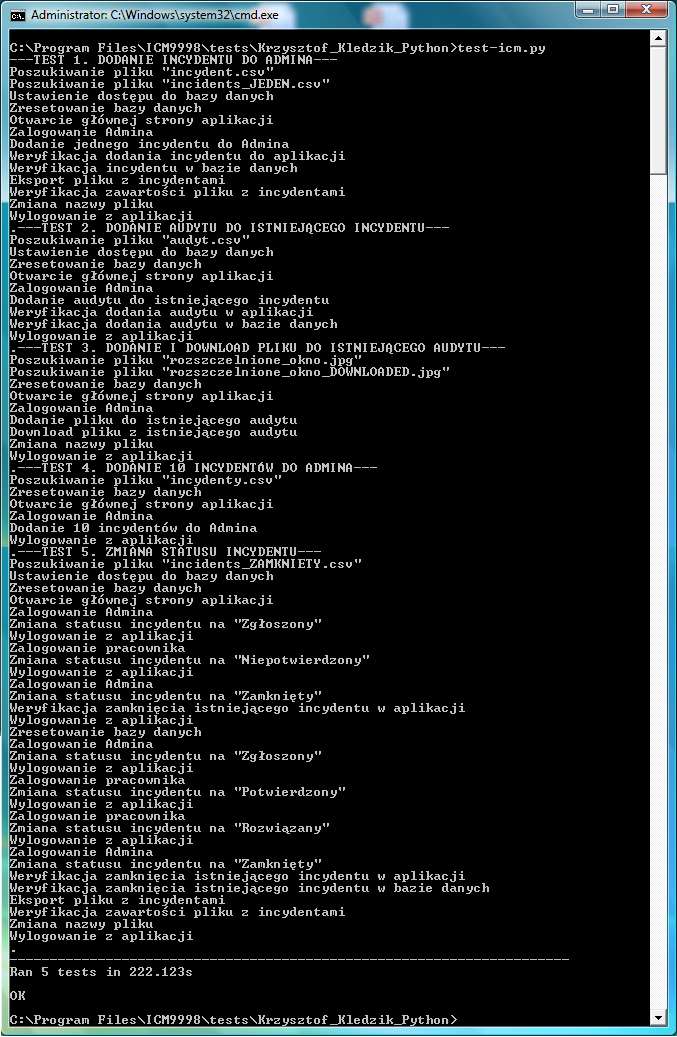 Administrator: C:\Windows\system32\cmd.exe
C:\Program Files\ICM9998\tests\Krzysztof_Kledzik_Python>test-icm.py
---TEST 1. DODANIE INCYDENTU DO ADMINA---
Poszukiwanie pliku "incydent.csv"
Poszukiwanie pliku "incidents_JEDEN.csv"
Ustawienie dostępu do bazy danych
Zresetowanie bazy danych
Otwarcie głównej strony aplikacji
Zalogowanie Admina
Dodanie jednego incydentu do Admina
Weryfikacja dodania incydentu do aplikacji
Weryfikacja incydentu w bazie danych
Eksport pliku z incydentami
Weryfikacja zawartości pliku z incydentami
Zmiana nazwy pliku
Wylogowanie z aplikacji
.---TEST 2. DODANIE AUDYTU DO ISTNIEJĄCEGO INCYDENTU---
Poszukiwanie pliku "audyt.csv"
Ustawienie dostępu do bazy danych
Zresetowanie bazy danych
Otwarcie głównej strony aplikacji
Zalogowanie Admina
Dodanie audytu do istniejącego incydentu
Weryfikacja dodania audytu w aplikacji
Weryfikacja dodania audytu w bazie danych
Wylogowanie z aplikacji
.---TEST 3. DODANIE I DOWNLOAD PLIKU DO ISTNIEJĄCEGO AUDYTU---
Poszukiwanie pliku "rozszczelnione_okno.jpg"
Poszukiwanie pliku "rozszczelnione_okno_DOWNLOADED.jpg"
Zresetowanie bazy danych
Otwarcie głównej strony aplikacji
Zalogowanie Admina
Dodanie pliku do istniejącego audytu
Download pliku z istniejącego audytu
Zmiana nazwy pliku
Wylogowanie z aplikacji
.---TEST 4. DODANIE 10 INCYDENTÓW DO ADMINA---
Poszukiwanie pliku "incydenty.csv"
Zresetowanie bazy danych
Otwarcie głównej strony aplikacji
Zalogowanie Admina
Dodanie 10 incydentów do Admina
Wylogowanie z aplikacji
.---TEST 5. ZMIANA STATUSU INCYDENTU---
Poszukiwanie pliku "incidents_ZAMKNIETY.csv"
Ustawienie dostępu do bazy danych
Zresetowanie bazy danych
Otwarcie głównej strony aplikacji
Zalogowanie Admina
Zmiana statusu incydentu na "Zgłoszony"
Wylogowanie z aplikacji
Zalogowanie pracownika
Zmiana statusu incydentu na "Niepotwierdzony"
Wylogowanie z aplikacji
Zalogowanie Admina
Zmiana statusu incydentu na "Zamknięty"
Weryfikacja zamknięcia istniejącego incydentu w aplikacji
Wylogowanie z aplikacji
Zresetowanie bazy danych
Zalogowanie Admina
Zmiana statusu incydentu na "Zgłoszony"
Wylogowanie z aplikacji
Zalogowanie pracownika
Zmiana statusu incydentu na "Potwierdzony"
Wylogowanie z aplikacji
Zalogowanie pracownika
Zmiana statusu incydentu na "Rozwiązany"
Wylogowanie z aplikacji
Zalogowanie Admina
Zmiana statusu incydentu na "Zamknięty"
Weryfikacja zamknięcia istniejącego incydentu w aplikacji
Weryfikacja zamknięcia istniejącego incydentu w bazie danych
Eksport pliku z incydentami
Weryfikacja zawartości pliku z incydentami
Zmiana nazwy pliku
Wylogowanie z aplikacji
.
----------------------------------------------------------------------
Ran 5 tests in 222.123s
OK
C:\Program Files\ICM9998\tests\Krzysztof_Kledzik_Python>